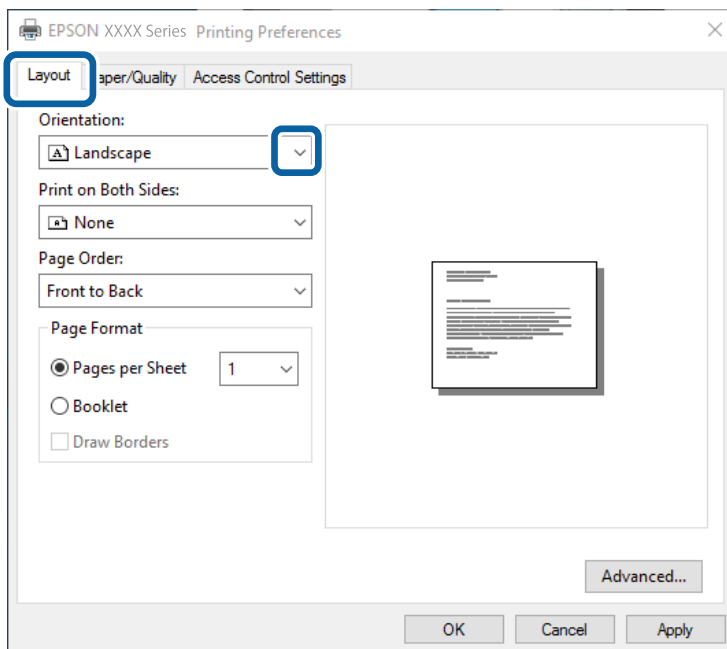 EPSON XXXX Series Printing Preferences
Layout aper/Quality Access Control Settings
Orientation:
A Landscape
Print on Both Sides:
None
Page Order:
Front to Back
Page Format
Pages per Sheet 1
Booklet
Draw Borders
Advanced...
OK Cancel Apply